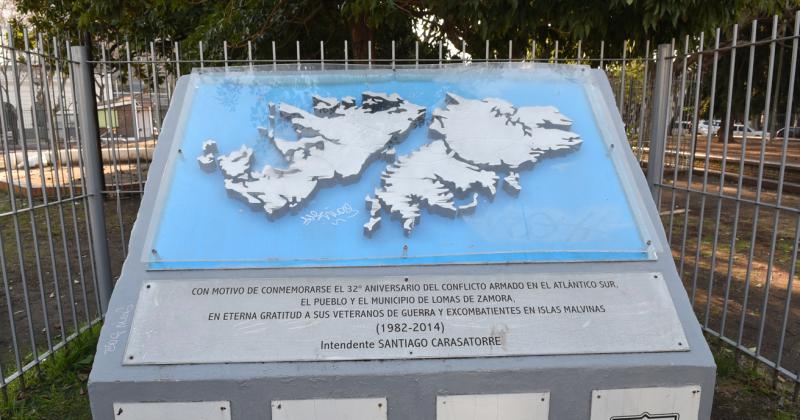 CON MOTIVO DE CONMEMORARSE EL 32º ANIVERSARIO DEL CONFLICTO ARMADO EN EL ATLÁNTICO SUR,
EL PUEBLO Y EL MUNICIPIO DE LOMAS DE ZAMORA,
EN ETERNA GRATITUD A SUS VETERANOS DE GUERRA Y EXCOMBATIENTES EN ISLAS MALVINAS
(1982-2014)
Intendente SANTIAGO CARASATORRE